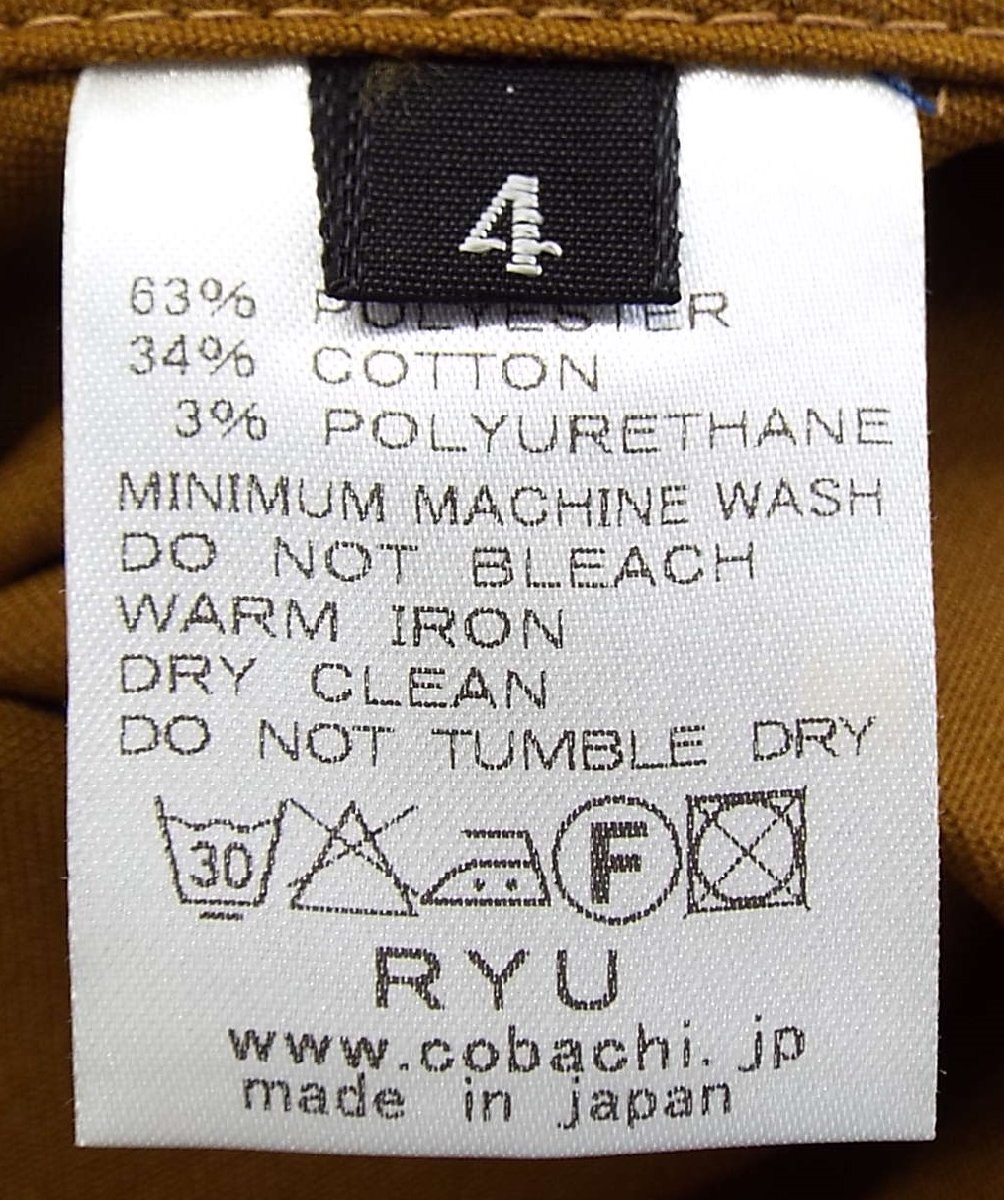 4
63% POLYESTER
34% COTTON
3% POLYURETHANE
MINIMUM MACHINE WASH
DO NOT BLEACH
WARM IRON
DRY CLEAN
DO NOT TUMBLE DRY
30 F
RYU
www.cobachi.jp
made in japan